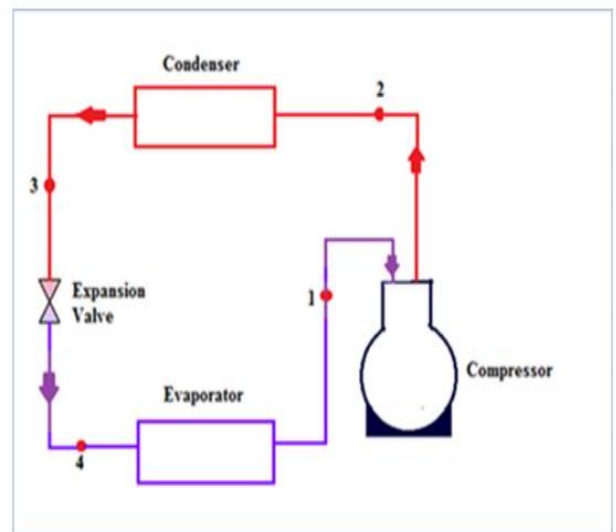 Condenser
2
3
Expansion
Valve
1
Compressor
Evaporator
4